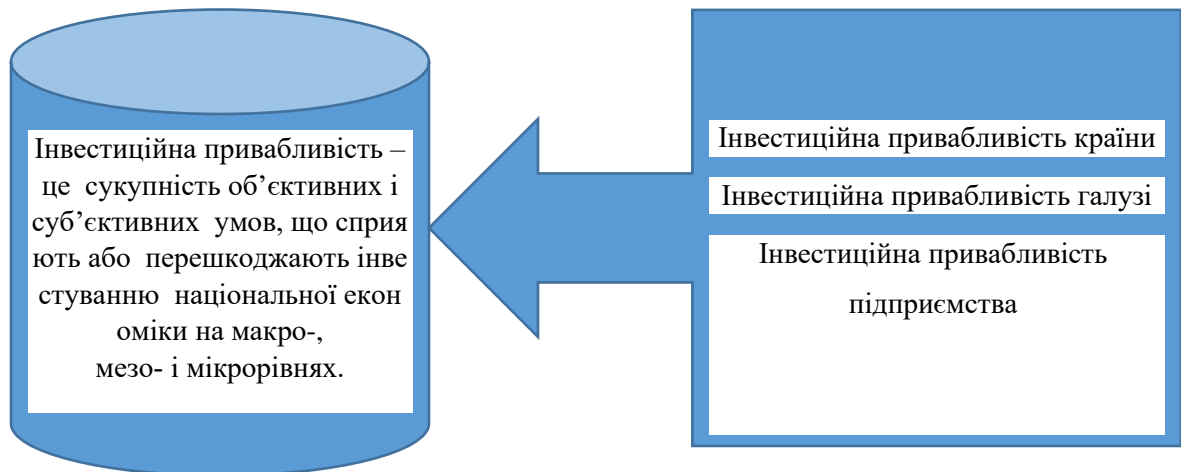 Інвестиційна привабливість –
це сукупність об’єктивних і
суб’єктивних умов, що сприя
ють або перешкоджають інве
стуванню національної екон
оміки на макро-,
мезо- і мікрорівнях.
Інвестиційна привабливість країни
Інвестиційна привабливість галузі
Інвестиційна привабливість
підприємства